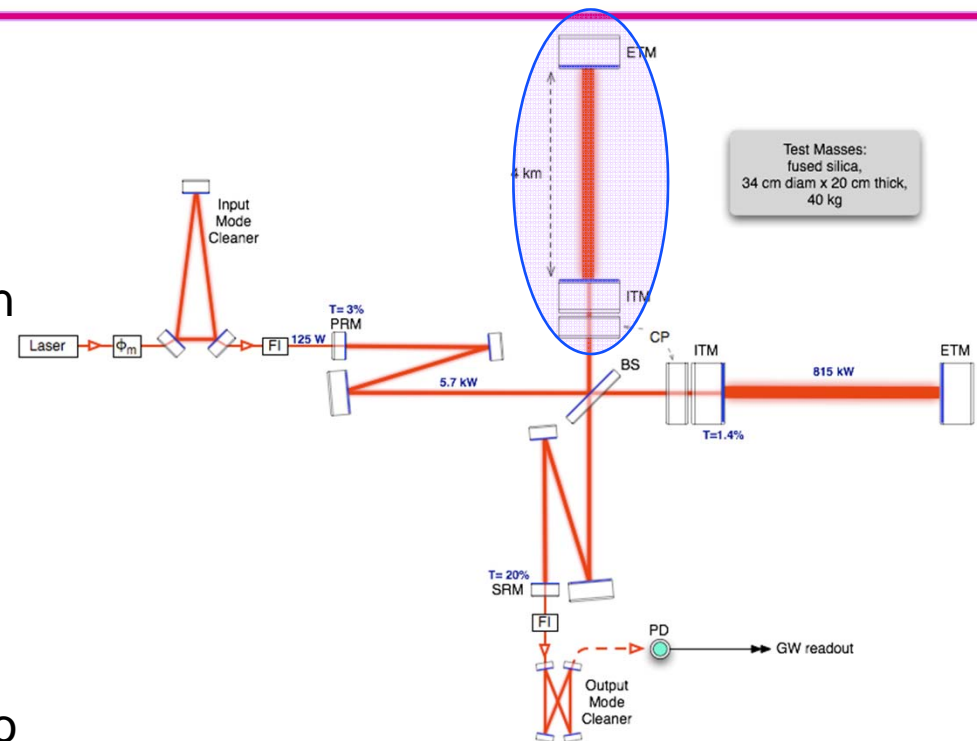 ETM
4 km
Test Masses:
fused silica,
34 cm diam x 20 cm thick,
40 kg
Input
Mode
Cleaner
n
ITM
T= 3%
PRM
Laser
ϕm
FI
125 W
CP
ITM
ETM
BS
5.7 kW
815 kW
T=1.4%
T= 20%
SRM
FI
PD
GW readout
Output
Mode
Cleaner
o